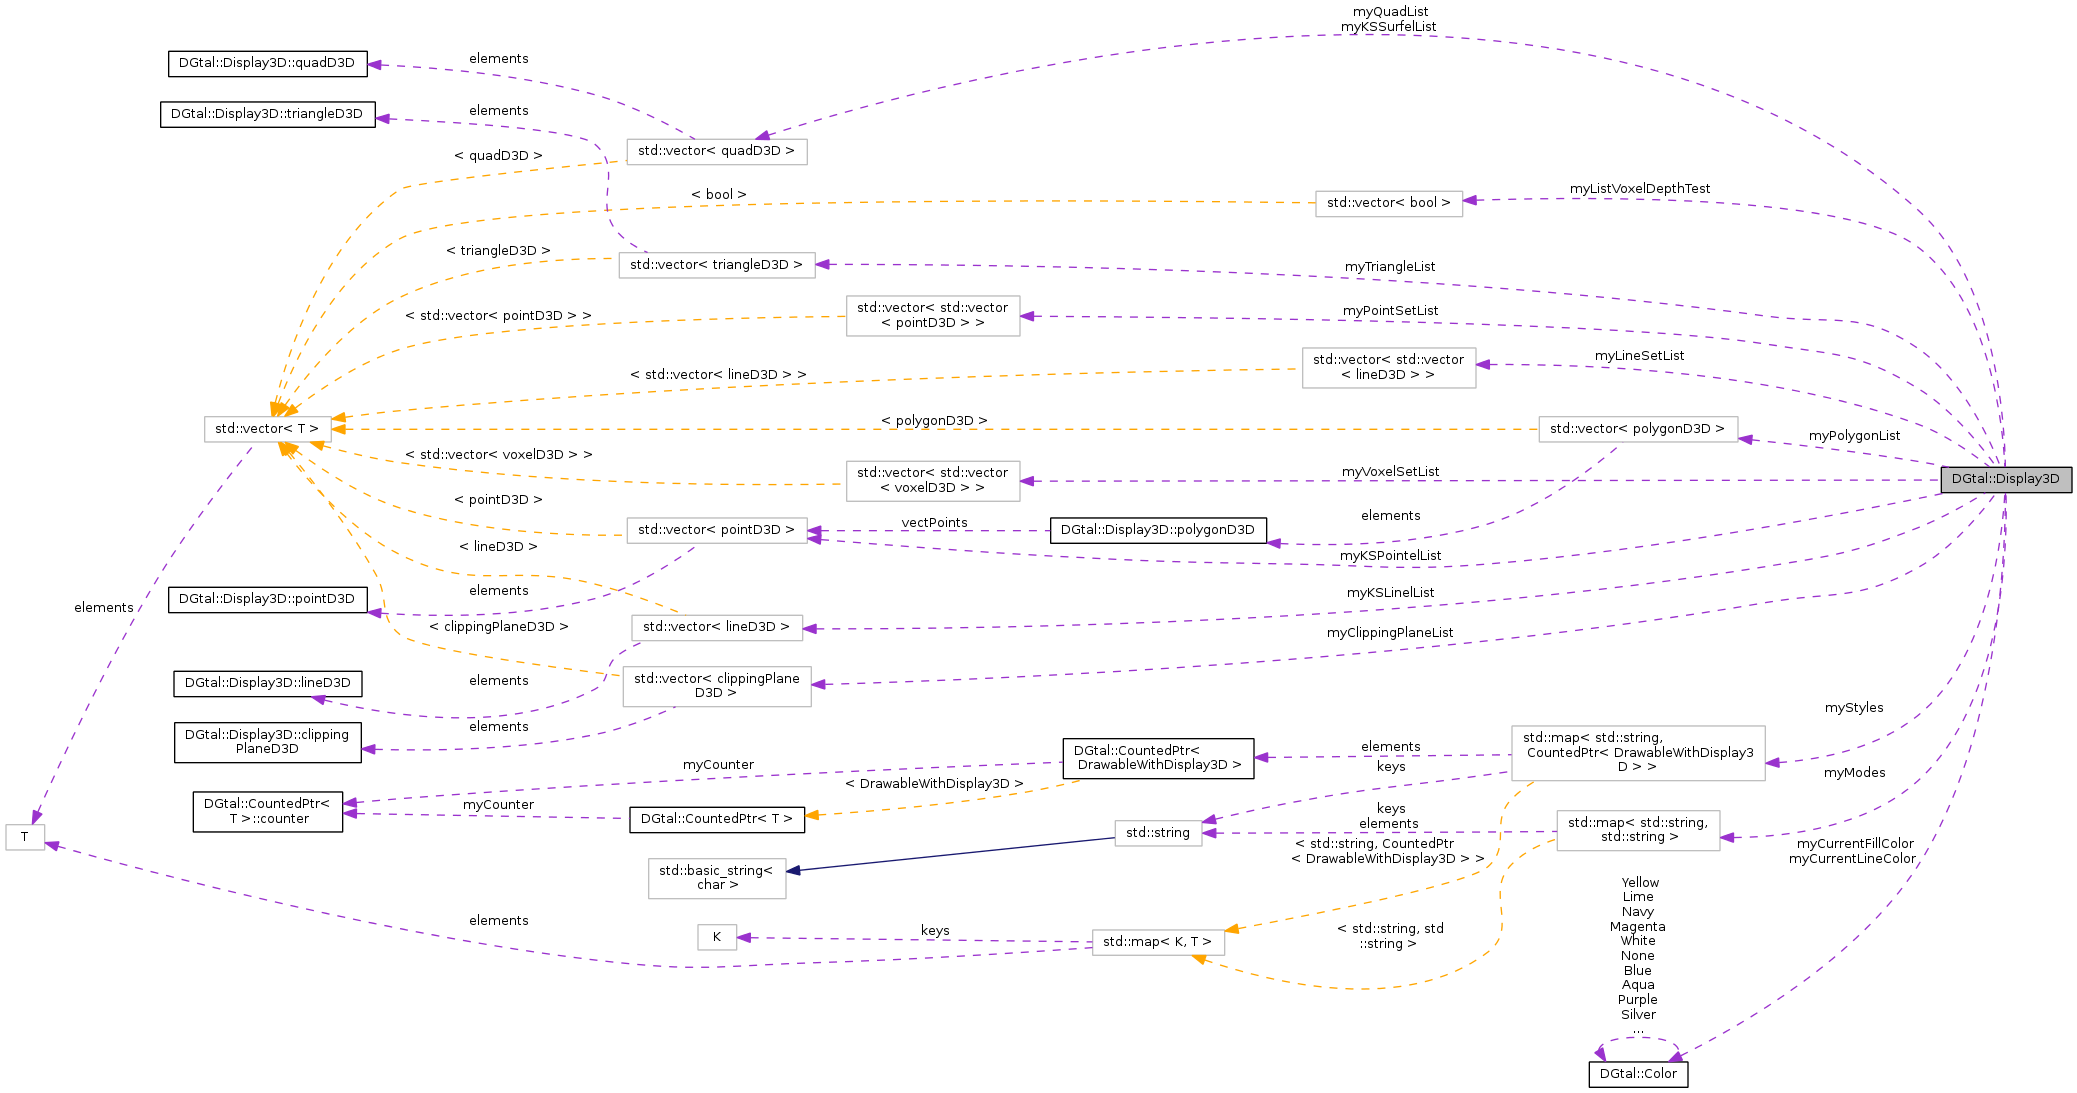 myQuadList
myKSSurfelList
elements
DGtal::Display3D::quadD3D
elements
DGtal::Display3D::triangleD3D
std::vector< quadD3D >
< quadD3D >
myListVoxelDepthTest
< bool >
std::vector< bool >
< triangleD3D >
std::vector< triangleD3D >
myTriangleList
std::vector< std::vector
< pointD3D > >
myPointSetList
< std::vector< pointD3D > >
myLineSetList
std::vector< std::vector
< lineD3D > >
< std::vector< lineD3D > >
< polygonD3D >
std::vector< T >
std::vector< polygonD3D >
myPolygonList
< std::vector< voxelD3D > >
std::vector< std::vector
< voxelD3D > >
myVoxelSetList
DGtal::Display3D
< pointD3D >
std::vector< pointD3D >
vectPoints
DGtal::Display3D::polygonD3D
elements
< lineD3D >
myKSPointelList
elements
DGtal::Display3D::pointD3D
myKSLinelList
elements
< clippingPlaneD3D >
std::vector< lineD3D >
myClippingPlaneList
DGtal::Display3D::lineD3D
elements
std::vector< clippingPlane
D3D >
myStyles
elements
DGtal::Display3D::clipping
PlaneD3D
std::map< std::string,
CountedPtr< DrawableWithDisplay3
D > >
DGtal::CountedPtr<
DrawableWithDisplay3D >
elements
keys
myCounter
myModes
< DrawableWithDisplay3D >
DGtal::CountedPtr<
T >::counter
myCounter
DGtal::CountedPtr< T >
keys
elements
std::map< std::string,
std::string >
T
std::string
< std::string, CountedPtr
< DrawableWithDisplay3D > >
myCurrentFillColor
myCurrentLineColor
std::basic_string<
char >
Yellow
Lime
Navy
Magenta
White
None
Blue
Aqua
Purple
Silver
...
elements
K
keys
std::map< K, T >
< std::string, std
::string >
DGtal::Color